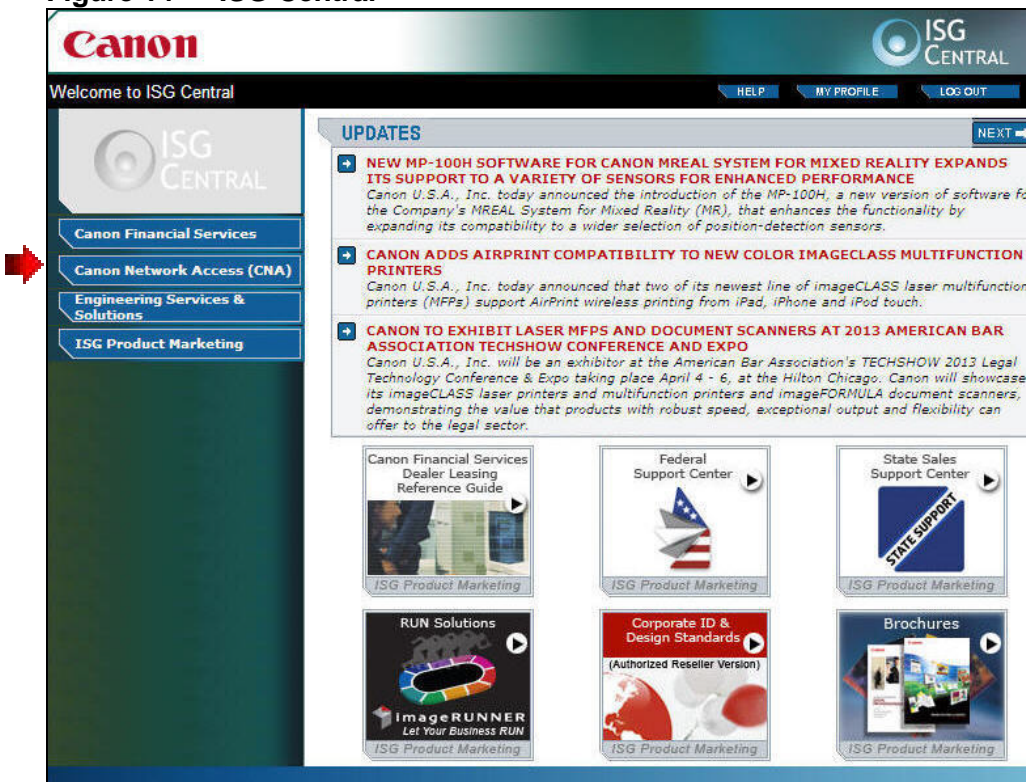 ISG Central
Canon
ISG
CENTRAL
Welcome to ISG Central
HELP
MY PROFILE
LOG OUT
ISG
CENTRAL
Canon Financial Services
Canon Network Access (CNA)
Engineering Services &
Solutions
ISG Product Marketing
UPDATES
NEXT
NEW MP-100H SOFTWARE FOR CANON MREAL SYSTEM FOR MIXED REALITY EXPANDS
ITS SUPPORT TO A VARIETY OF SENSORS FOR ENHANCED PERFORMANCE
Canon U.S.A., Inc. today announced the introduction of the MP-100H, a new version of software fo
the Company's MREAL System for Mixed Reality (MR), that enhances the functionality by
expanding its compatibility to a wider selection of position-detection sensors.
CANON ADDS AIRPRINT COMPATIBILITY TO NEW COLOR IMAGECLASS MULTIFUNCTION
PRINTERS
Canon U.S.A., Inc. today announced that two of its newest line of imageCLASS laser multifunction
printers (MFPs) support AirPrint wireless printing from iPad, iPhone and iPod touch.
CANON TO EXHIBIT LASER MFPS AND DOCUMENT SCANNERS AT 2013 AMERICAN BAR
ASSOCIATION TECHSHOW CONFERENCE AND EXPO
Canon U.S.A., Inc. will be an exhibitor at the American Bar Association's TECHSHOW 2013 Legal
Technology Conference & Expo taking place April 4 - 6, at the Hilton Chicago. Canon will showcase
its imageCLASS laser printers and multifunction printers and imageFORMULA document scanners,
demonstrating the value that products with robust speed, exceptional output and flexibility can
offer to the legal sector.
Canon Financial Services
Dealer Leasing
Reference Guide
ISG Product Marketing
Federal
Support Center
ISG Product Marketing
State Sales
Support Center
STATE SUPPORT
ISG Product Marketing
RUN Solutions
imageRUNNER
Let Your Business RUN
ISG Product Marketing
Corporate ID &
Design Standards
(Authorized Reseller Version)
ISG Product Marketing
Brochures
ISG Product Marketing